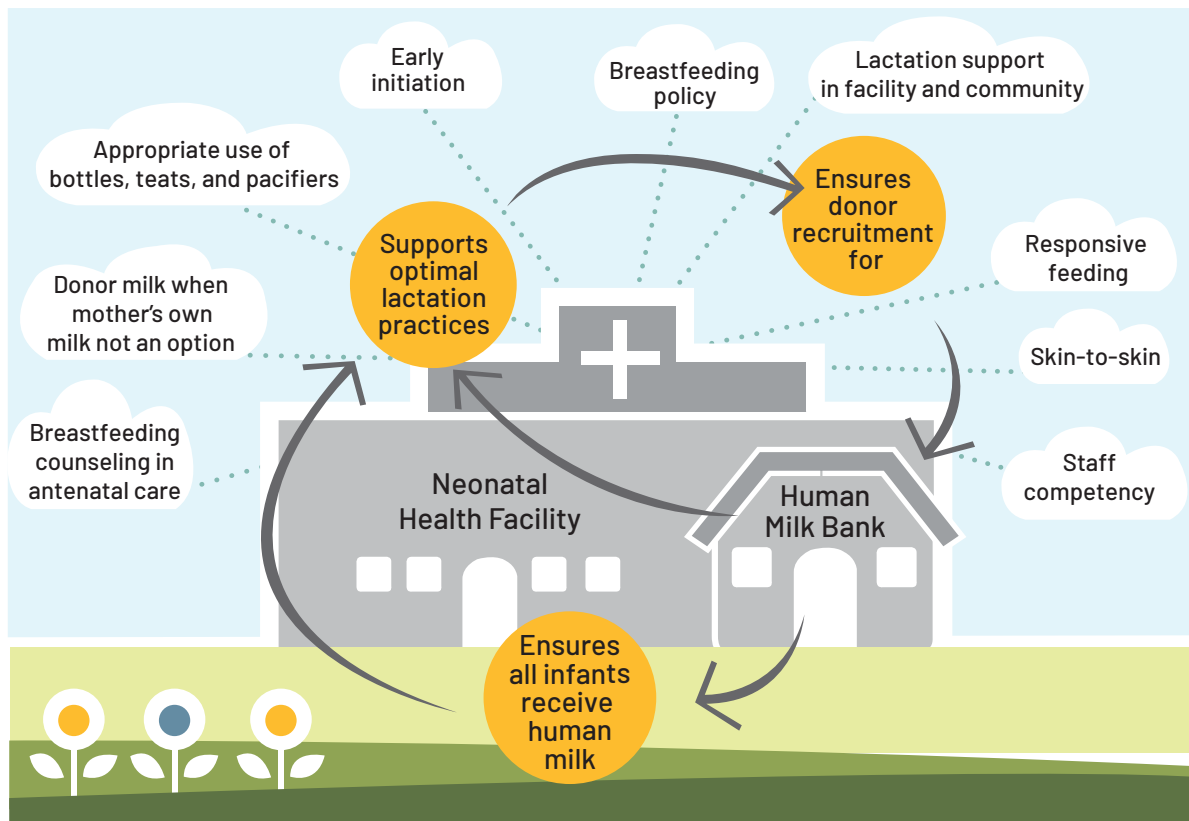 Early
initiation
Breastfeeding
policy
Lactation support
in facility and community
Appropriate use of
bottles, teats, and pacifiers
Ensures
donor
recruitment
for
Supports
optimal
lactation
practices
Responsive
feeding
Donor milk when
mother's own
milk not an option
Skin-to-skin
Breastfeeding
counseling in
antenatal care
Staff
competency
Neonatal
Health Facility
Human
Milk Bank
Ensures
all infants
receive
human
milk